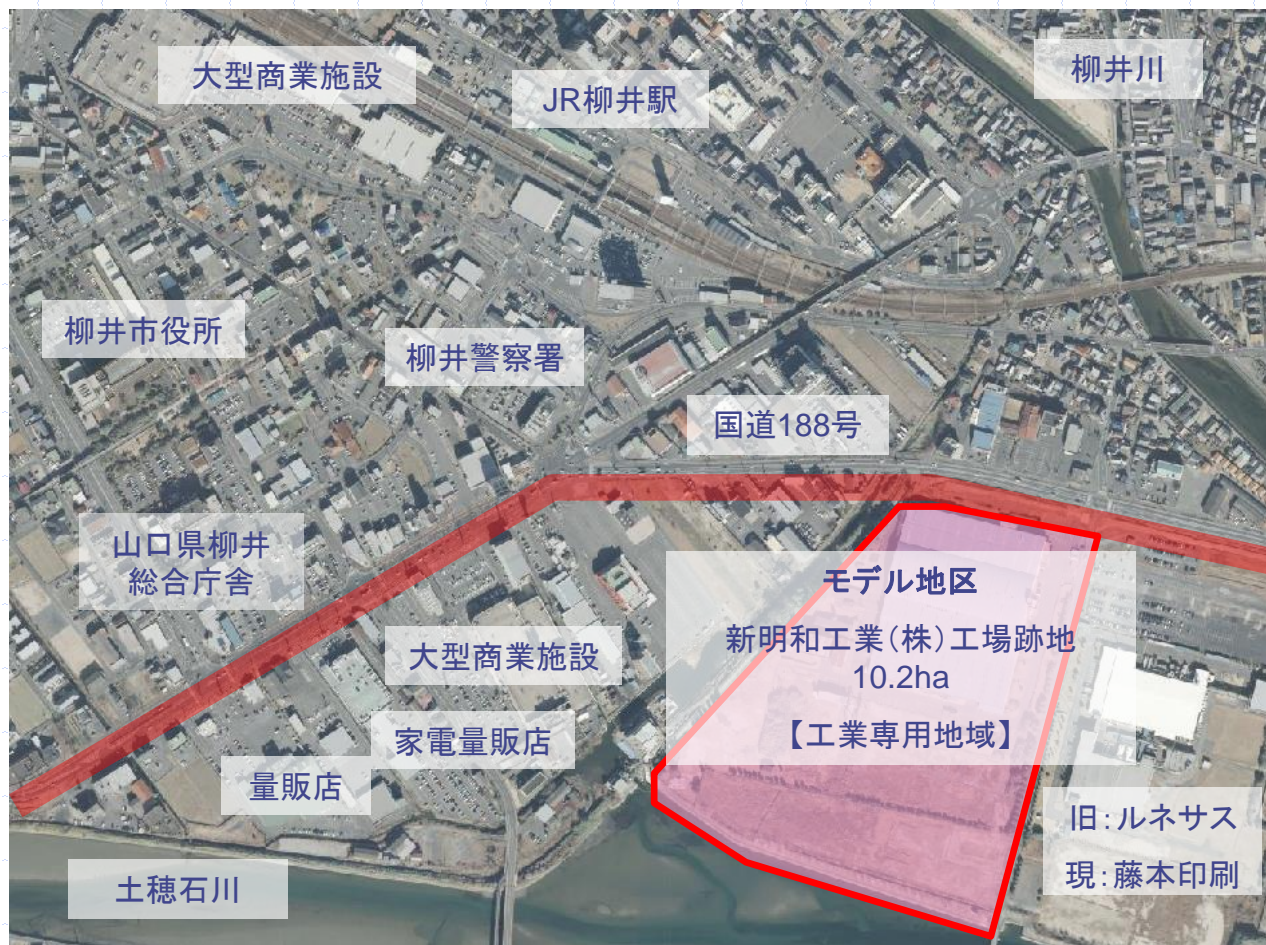 大型商業施設
JR柳井駅
柳井川
柳井市役所
柳井警察署
国道188号
山口県柳井
総合庁舎
モデル地区
新明和工業(株)工場跡地
10.2ha
【工業専用地域】
大型商業施設
家電量販店
量販店
旧:ルネサス
現:藤本印刷
土穂石川